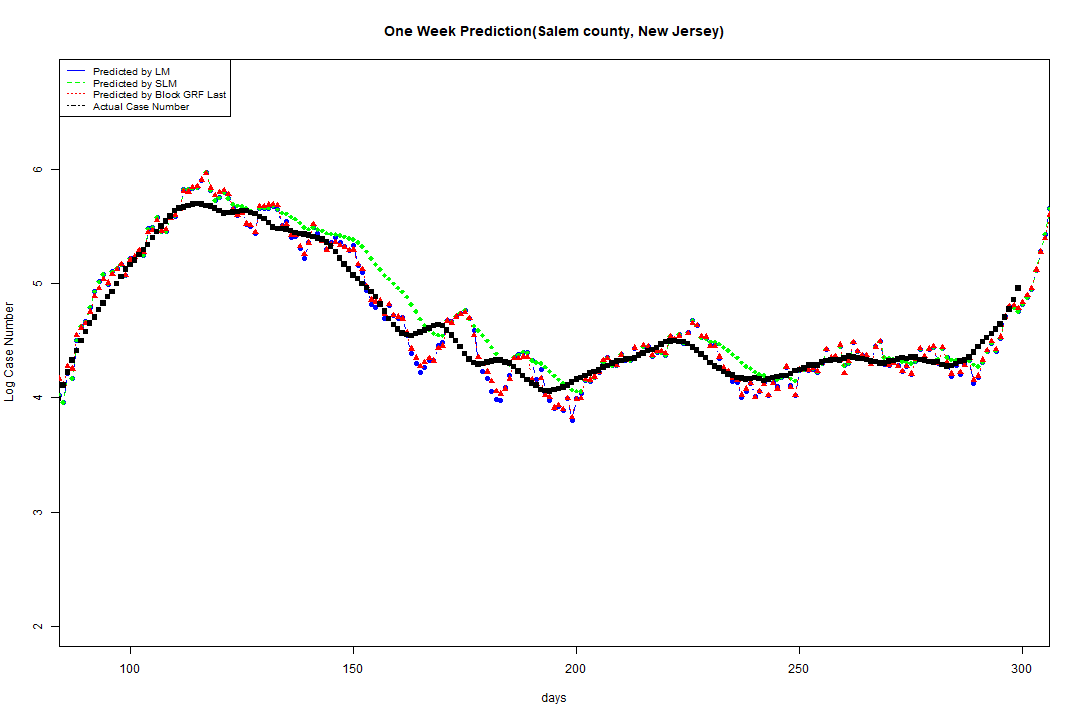 One Week Prediction(Salem county, New Jersey)
Predicted by LM
Predicted by SLM
Predicted by Block GRF Last
Actual Case Number
Log Case Number
6
5
4
3
2
100 150 200 250 300
days